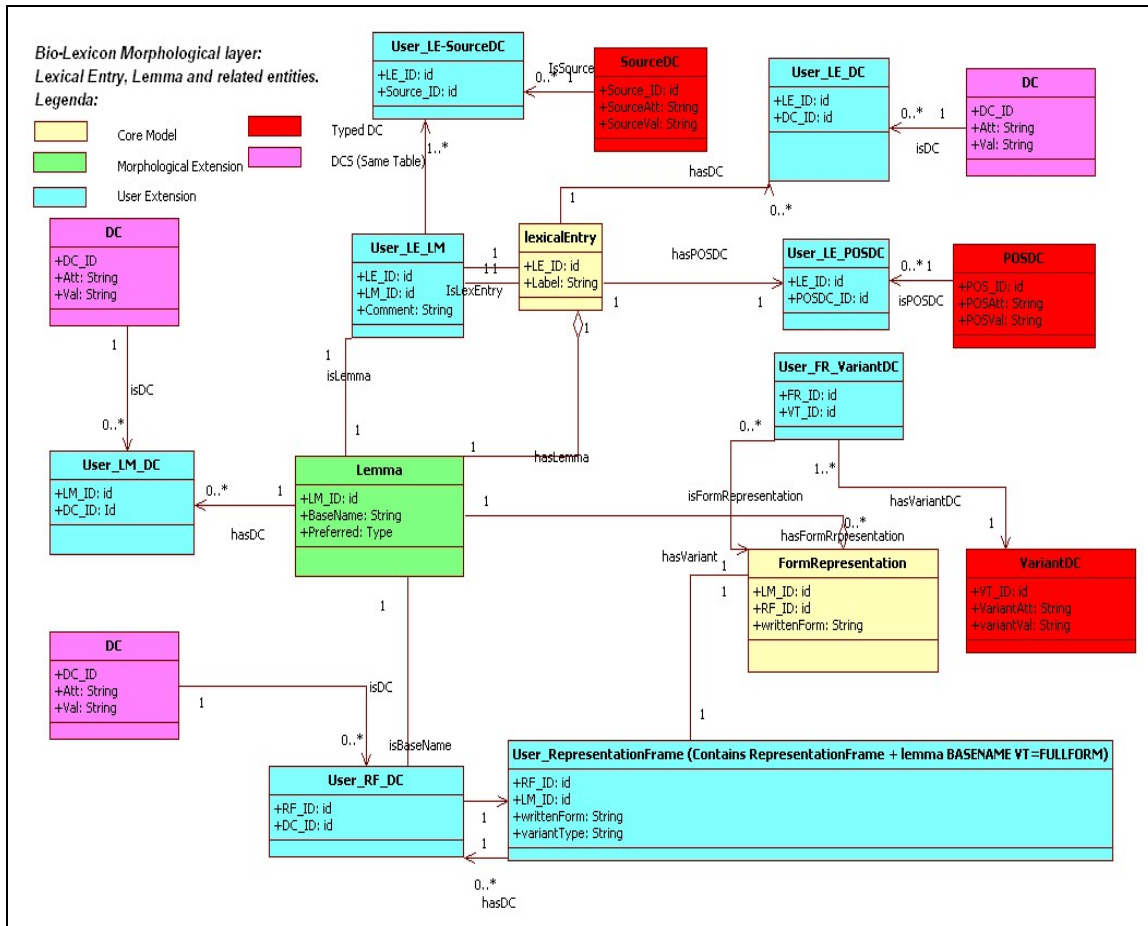 Bio-Lexicon Morphological layer:
Lexical Entry, Lemma and related entities.
Legenda:
Core Model
Typed DC
Morphological Extension
DCS (Same Table)
User Extension
User_LE-SourceDC
+LE_ID: id
+Source_ID: id
IsSource
0..*
1
SourceDC
+Source_ID: id
+SourceAtt: String
+SourceVal: String
User_LE_DC
+LE_ID: id
+DC_ID: id
0..*
1
isDC
DC
+DC_ID
+Att: String
+Val: String
1..*
hasDC
1
0..*
DC
+DC_ID
+Att: String
+Val: String
User_LE_LM
+LE_ID: id
+LM_ID: id
+Comment: String
1
1 1
IsLexEntry
lexicalEntry
+LE_ID: id
+Label: String
hasPOSDC
1
1
User_LE_POSDC
+LE_ID: id
+POSDC_ID: id
0..*
1
isPOSDC
POSDC
+POS_ID: id
+POSAtt: String
+POSVal: String
1
isDC
0..*
1
isLemma
1
1
1
hasLemma
User_FR_VariantDC
+FR_ID: id
+VT_ID: id
0..*
1..*
isFormRepresentation
hasVariantDC
1
User_LM_DC
+LM_ID: id
+DC_ID: Id
0..*
1
hasDC
Lemma
+LM_ID: id
+BaseName: String
+Preferred: Type
1
0..*
hasFormRrpresentation
hasVariant
1
1
FormRepresentation
+LM_ID: id
+RF_ID: id
+writtenForm: String
VariantDC
+VT_ID: id
+VariantAtt: String
+variantVal: String
1
DC
+DC_ID
+Att: String
+Val: String
1
isDC
0..*
isBaseName
1
User_RF_DC
+RF_ID: id
+DC_ID: id
1
1
0..*
hasDC
User_RepresentationFrame (Contains RepresentationFrame + lemma BASENAME VT=FULLFORM)
+RF_ID: id
+LM_ID: id
+writtenForm: String
+variantType: String